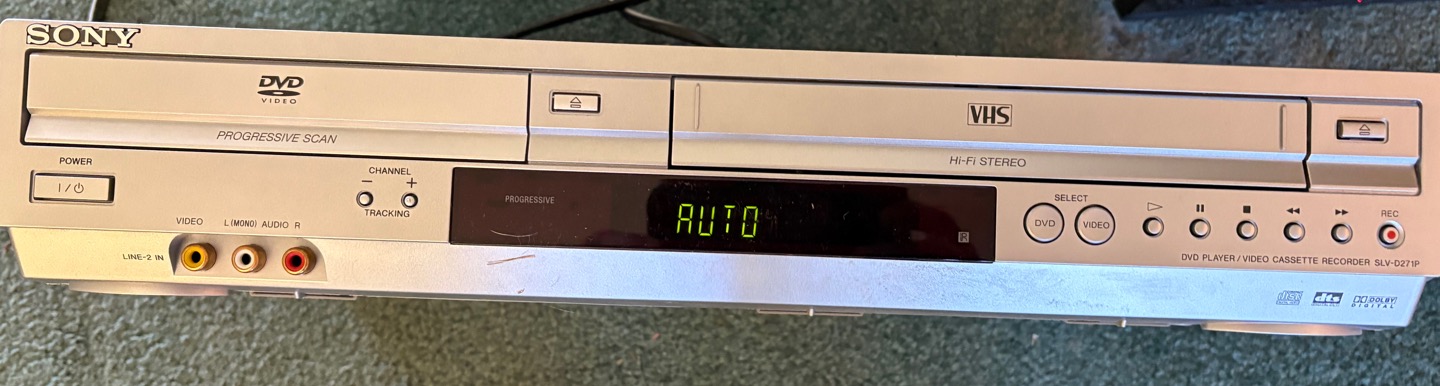 SONY
DVD
VIDEO
PROGRESSIVE SCAN
VHS
Hi-Fi STEREO
POWER
I/⏻
CHANNEL
− +
TRACKING
PROGRESSIVE
AUTO
SELECT
DVD
VIDEO
REC
VIDEO L (MONO) AUDIO R
LINE-2 IN
DVD PLAYER / VIDEO CASSETTE RECORDER SLV-D271P
disc
dts
DOLBY
DIGITAL